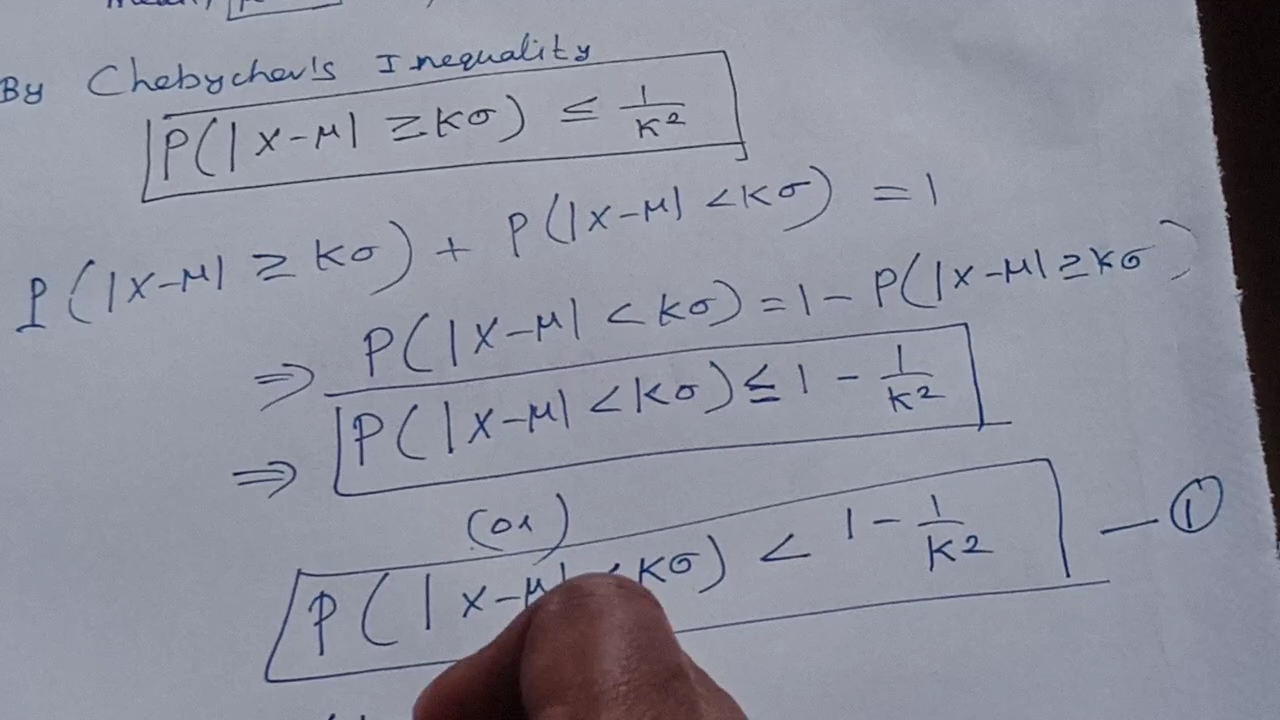 By Chebychev's Inequality
P(|X-μ| ≥ Kσ) ≤ 1/K²
P(|X-μ| ≥ Kσ) + P(|X-μ| < Kσ) = 1
⇒ P(|X-μ| < Kσ) = 1 - P(|X-μ| ≥ Kσ)
⇒ P(|X-μ| < Kσ) ≤ 1 - 1/K²
(or)
P(|X-μ| < Kσ) < 1 - 1/K² — ①